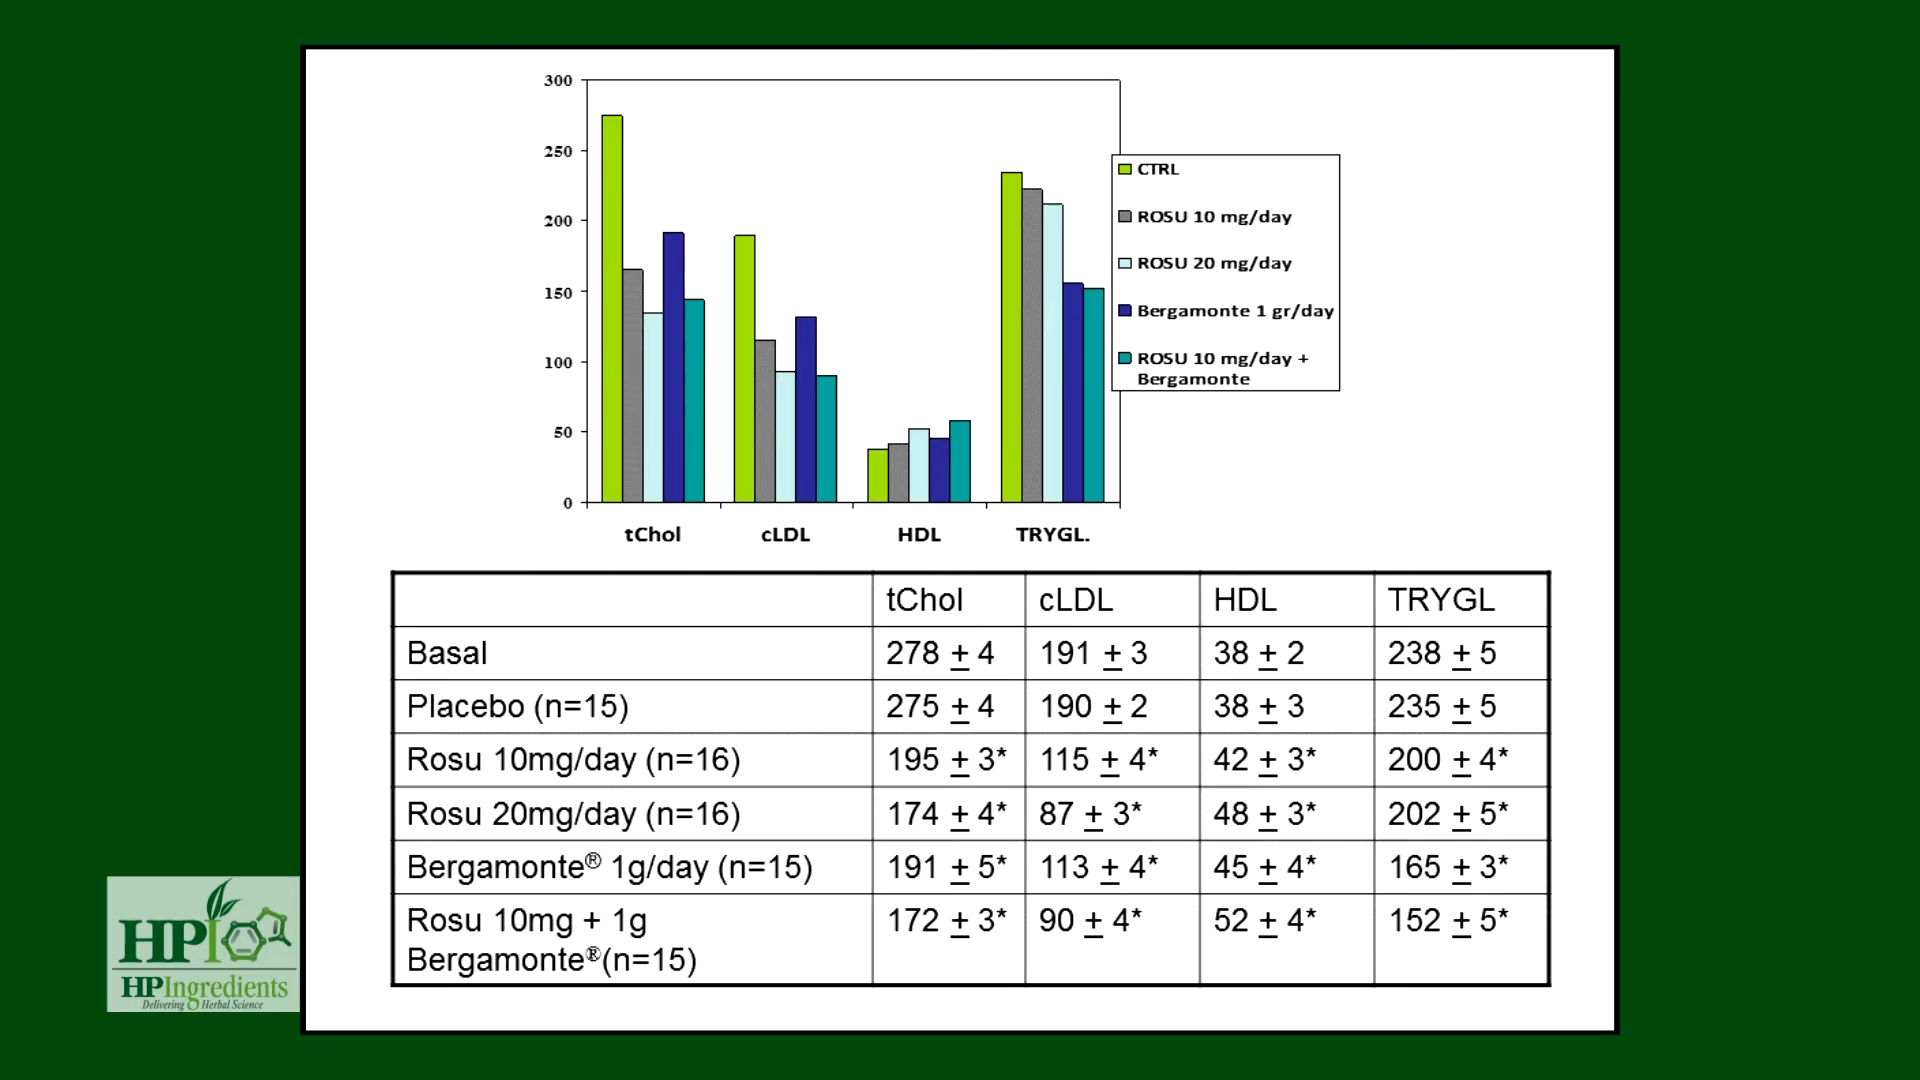 300
250
200
150
100
50
0
tChol cLDL HDL TRYGL.
CTRL
ROSU 10 mg/day
ROSU 20 mg/day
Bergamonte 1 gr/day
ROSU 10 mg/day +
Bergamonte
tChol cLDL HDL TRYGL
Basal 278 ± 4 191 ± 3 38 ± 2 238 ± 5
Placebo (n=15) 275 ± 4 190 ± 2 38 ± 3 235 ± 5
Rosu 10mg/day (n=16) 195 ± 3* 115 ± 4* 42 ± 3* 200 ± 4*
Rosu 20mg/day (n=16) 174 ± 4* 87 ± 3* 48 ± 3* 202 ± 5*
Bergamonte® 1g/day (n=15) 191 ± 5* 113 ± 4* 45 ± 4* 165 ± 3*
Rosu 10mg + 1g 172 ± 3* 90 ± 4* 52 ± 4* 152 ± 5*
Bergamonte®(n=15)
HPI
HPIngredients
Delivering Herbal Science